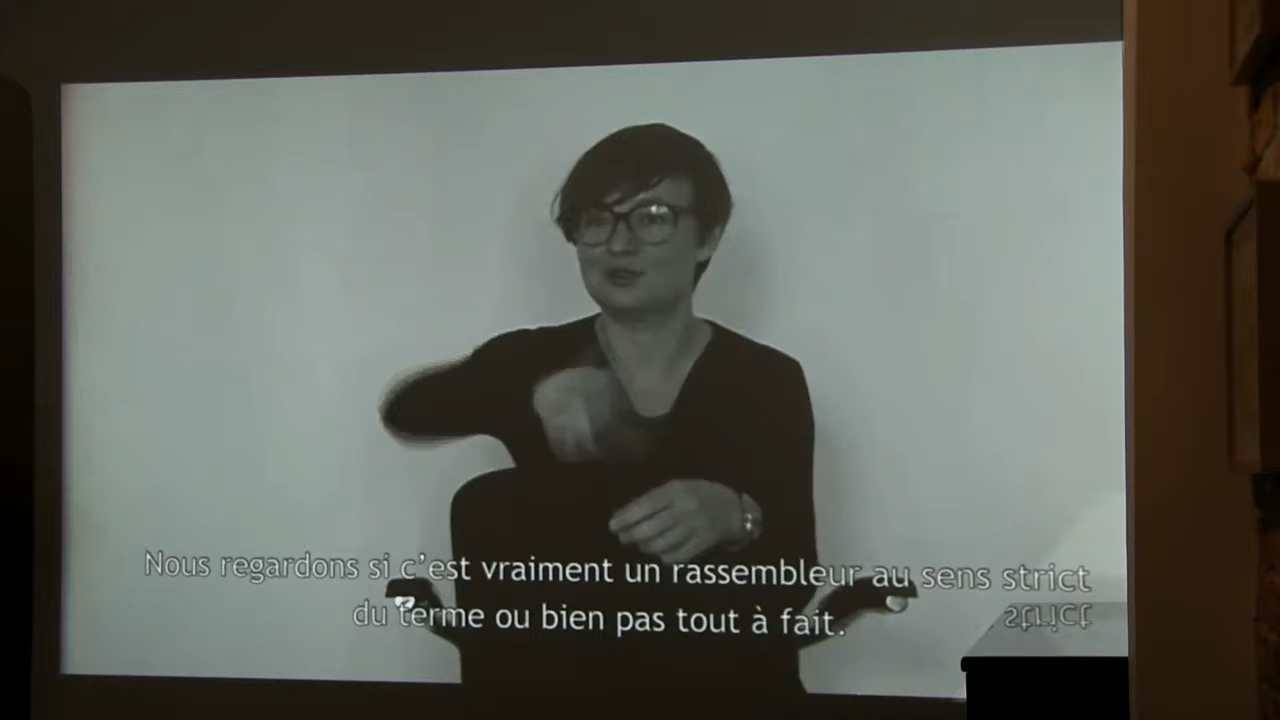 Nous regardons si c'est vraiment un rassembleur au sens strict
du terme ou bien pas tout à fait.